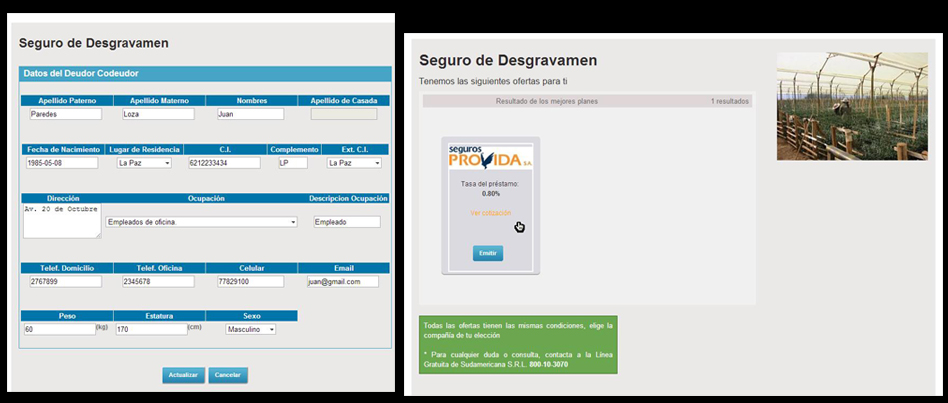 Seguro de Desgravamen
Datos del Deudor Codeudor
Apellido Paterno Apellido Materno Nombres Apellido de Casada
Paredes Loza Juan
Fecha de Nacimiento Lugar de Residencia C.I. Complemento Ext. C.I.
1985-05-08 La Paz 6212233434 LP La Paz
Dirección Ocupación Descripcion Ocupación
Av. 20 de Octubre Empleados de oficina. Empleado
Telef. Domicilio Telef. Oficina Celular Email
2767899 2345678 77829100 juan@gmail.com
Peso Estatura Sexo
60 (kg) 170 (cm) Masculino
Actualizar Cancelar
Seguro de Desgravamen
Tenemos las siguientes ofertas para ti
Resultado de los mejores planes 1 resultados
seguros
PROVIDA S.A.
Tasa del préstamo:
0.80%
Ver cotización
Emitir
Todas las ofertas tienen las mismas condiciones, elige la
compañía de tu elección
* Para cualquier duda o consulta, contacta a la Línea
Gratuita de Sudamericana S.R.L. 800-10-3070